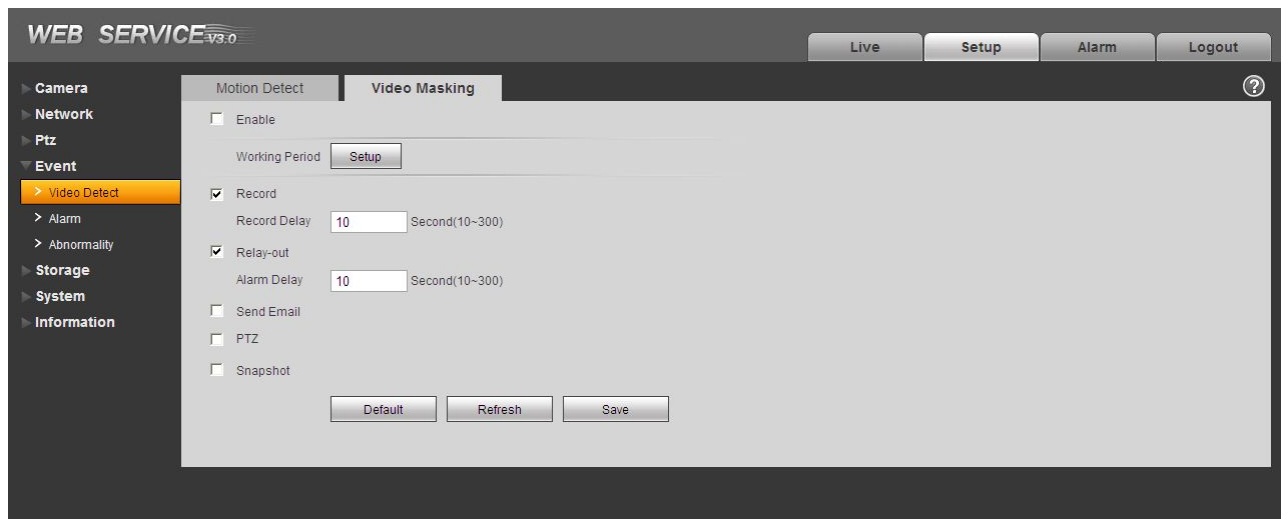 WEB SERVICE V3.0
Live Setup Alarm Logout
Camera
Network
Ptz
Event
Video Detect
Alarm
Abnormality
Storage
System
Information
Motion Detect Video Masking
?
Enable
Working Period Setup
Record
Record Delay 10 Second(10~300)
Relay-out
Alarm Delay 10 Second(10~300)
Send Email
PTZ
Snapshot
Default Refresh Save